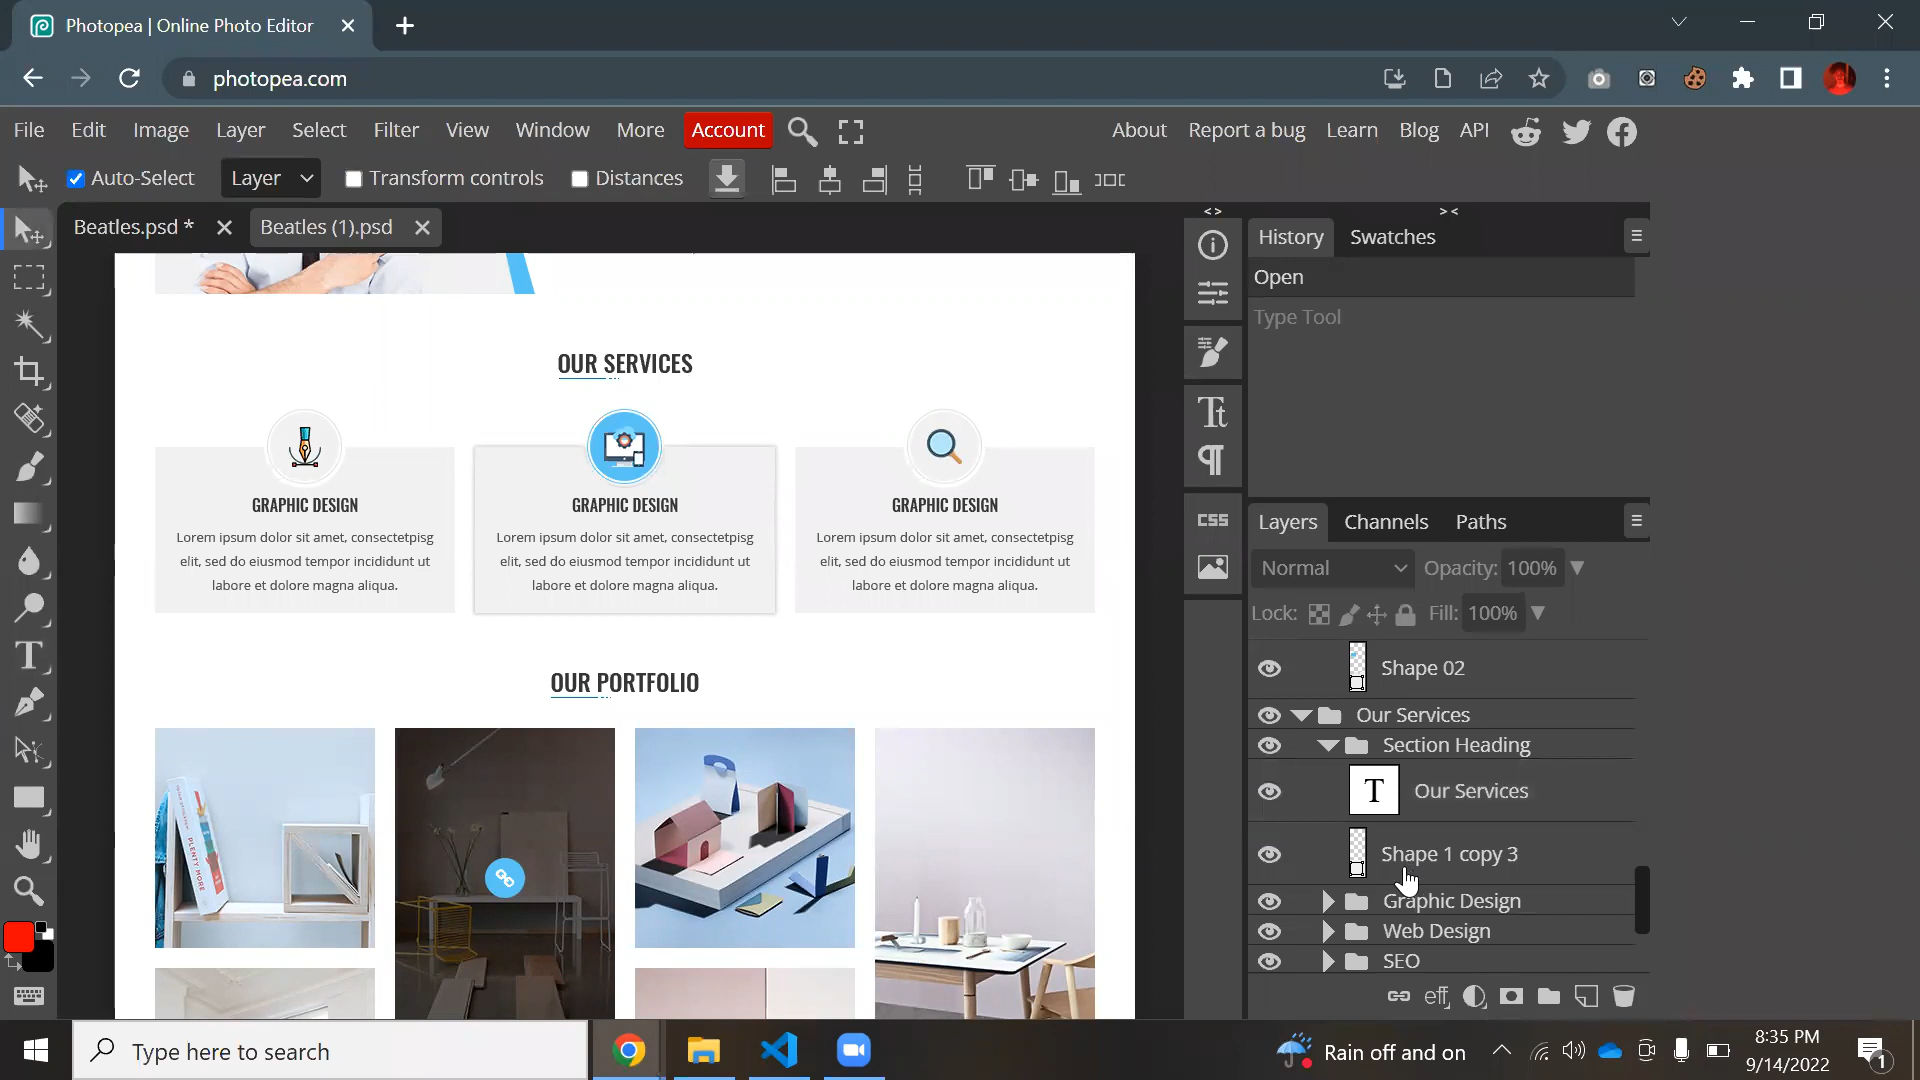 Photopea | Online Photo Editor
photopea.com
File Edit Image Layer Select Filter View Window More Account About Report a bug Learn Blog API
Auto-Select Layer Transform controls Distances
Beatles.psd * Beatles (1).psd
OUR SERVICES
GRAPHIC DESIGN
Lorem ipsum dolor sit amet, consectetpisg
elit, sed do eiusmod tempor incididunt ut
labore et dolore magna aliqua.
GRAPHIC DESIGN
Lorem ipsum dolor sit amet, consectetpisg
elit, sed do eiusmod tempor incididunt ut
labore et dolore magna aliqua.
GRAPHIC DESIGN
Lorem ipsum dolor sit amet, consectetpisg
elit, sed do eiusmod tempor incididunt ut
labore et dolore magna aliqua.
OUR PORTFOLIO
PLENTY MORE
< > > <
CSS
History Swatches
Open
Type Tool
Layers Channels Paths
Normal Opacity: 100%
Lock: Fill: 100%
Shape 02
Our Services
Section Heading
T Our Services
Shape 1 copy 3
Graphic Design
Web Design
SEO
eff
Type here to search
Rain off and on
8:35 PM
9/14/2022
1